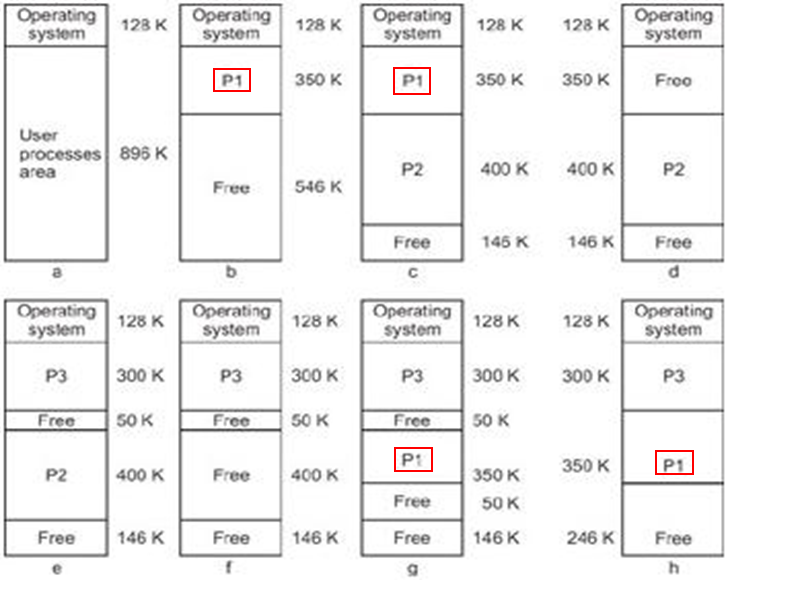 Operating
system
128 K
User
processes
area
896 K
a
Operating
system
128 K
P1
350 K
Free
546 K
b
Operating
system
128 K
P1
350 K
P2
400 K
Free
145 K
c
128 K
Operating
system
350 K
Free
400 K
P2
146 K
Free
d
Operating
system
128 K
P3
300 K
Free
50 K
P2
400 K
Free
146 K
e
Operating
system
128 K
P3
300 K
Free
50 K
Free
400 K
Free
146 K
f
Operating
system
128 K
P3
300 K
Free
50 K
P1
350 K
Free
50 K
Free
146 K
g
128 K
Operating
system
300 K
P3
350 K
P1
246 K
Free
h